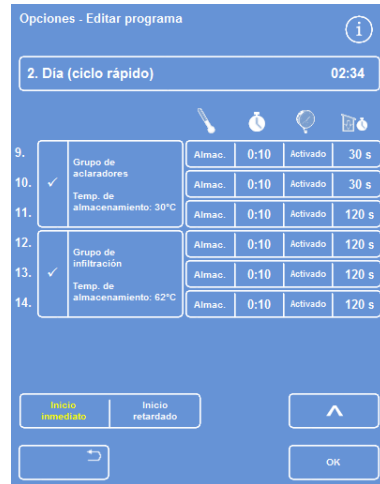 Opciones - Editar programa
i
2. Día (ciclo rápido) 02:34
9. Almac. 0:10 Activado 30 s
Grupo de
aclaradores
10. ✓ Almac. 0:10 Activado 30 s
Temp. de
almacenamiento: 30°C
11. Almac. 0:10 Activado 120 s
12. Almac. 0:10 Activado 120 s
Grupo de
infiltración
13. ✓ Almac. 0:10 Activado 120 s
Temp. de
almacenamiento: 62°C
14. Almac. 0:10 Activado 120 s
Inicio
inmediato
Inicio
retardado
OK